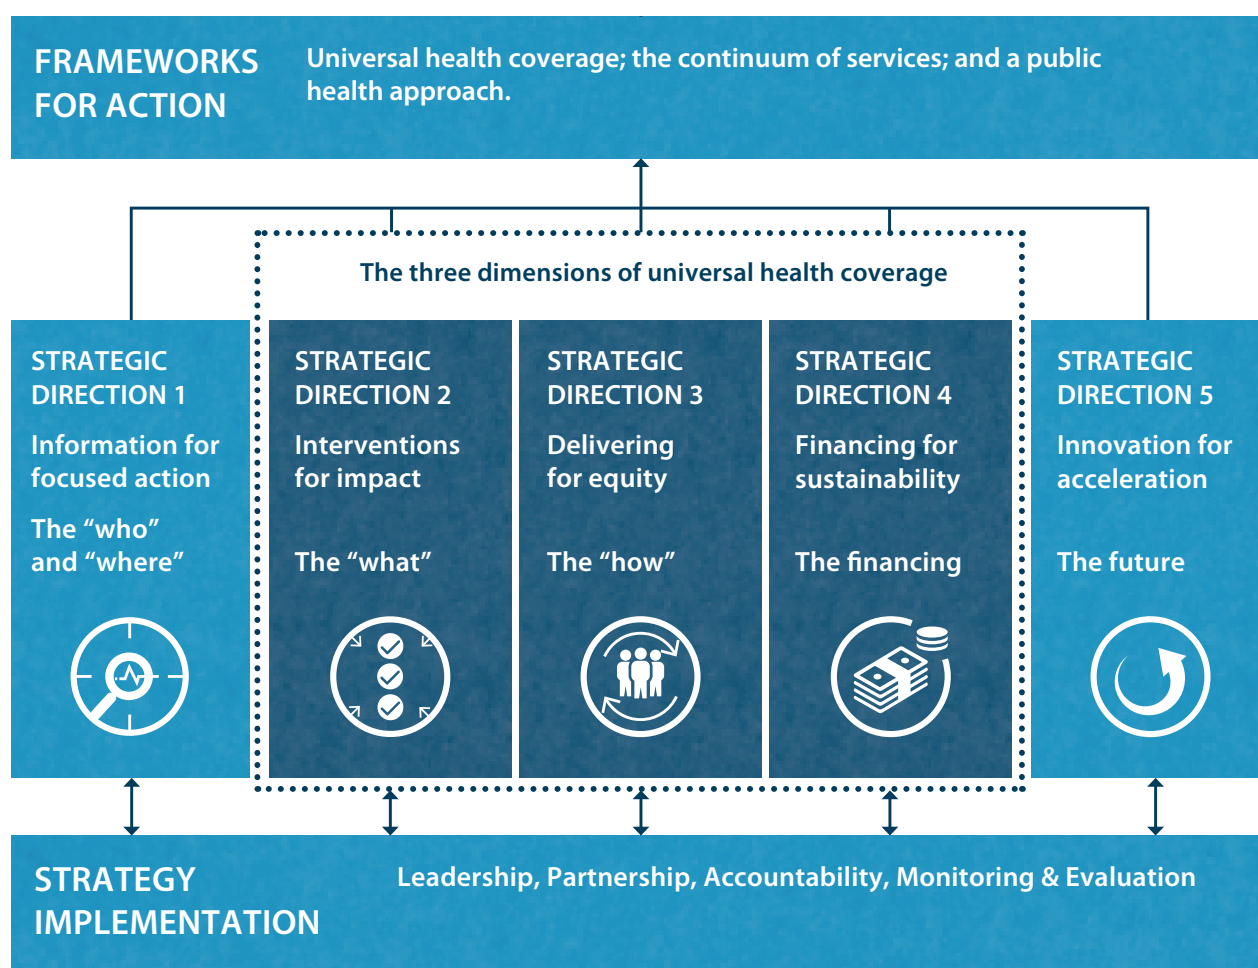 FRAMEWORKS
FOR ACTION
Universal health coverage; the continuum of services; and a public
health approach.
The three dimensions of universal health coverage
STRATEGIC
DIRECTION 1
Information for
focused action
The “who”
and “where”
STRATEGIC
DIRECTION 2
Interventions
for impact
The “what”
STRATEGIC
DIRECTION 3
Delivering
for equity
The “how”
STRATEGIC
DIRECTION 4
Financing for
sustainability
The financing
STRATEGIC
DIRECTION 5
Innovation for
acceleration
The future
STRATEGY
IMPLEMENTATION
Leadership, Partnership, Accountability, Monitoring & Evaluation